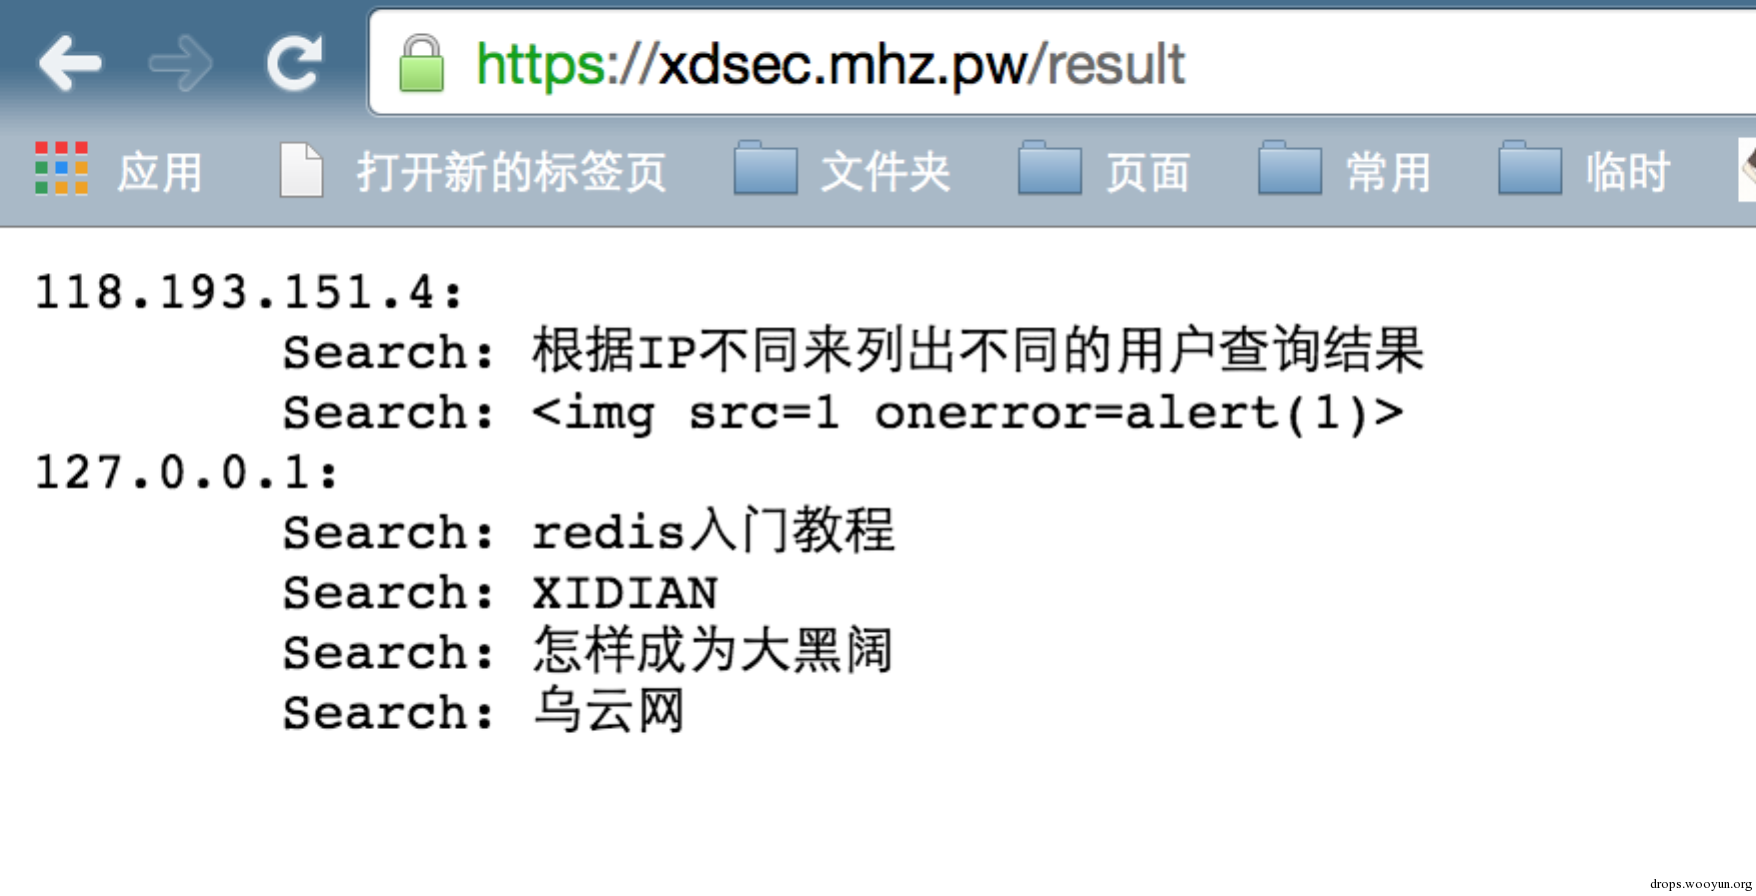 https://xdsec.mhz.pw/result
应用 打开新的标签页 文件夹 页面 常用 临时
118.193.151.4:
Search: 根据IP不同来列出不同的用户查询结果
Search: <img src=1 onerror=alert(1)>
127.0.0.1:
Search: redis入门教程
Search: XIDIAN
Search: 怎样成为大黑阔
Search: 乌云网
drops.wooyun.org